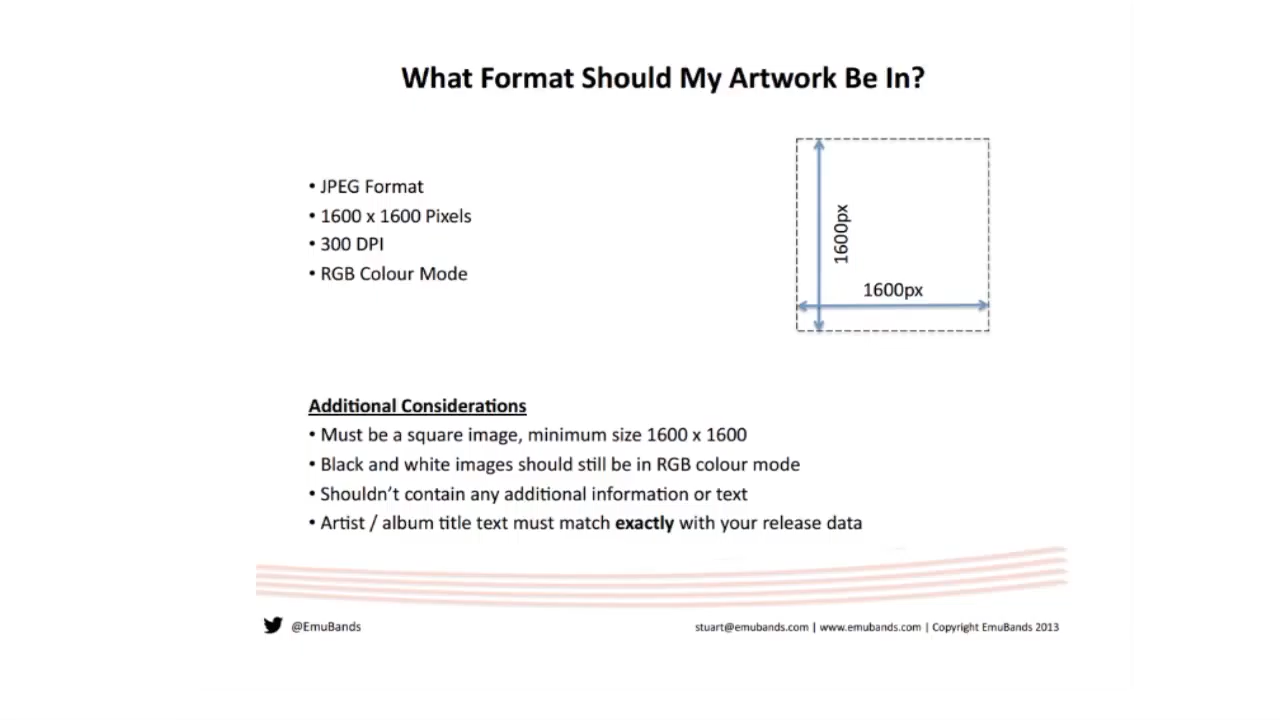 What Format Should My Artwork Be In?
• JPEG Format
• 1600 x 1600 Pixels
• 300 DPI
• RGB Colour Mode
1600px
1600px
Additional Considerations
• Must be a square image, minimum size 1600 x 1600
• Black and white images should still be in RGB colour mode
• Shouldn’t contain any additional information or text
• Artist / album title text must match exactly with your release data
@EmuBands
stuart@emubands.com | www.emubands.com | Copyright EmuBands 2013